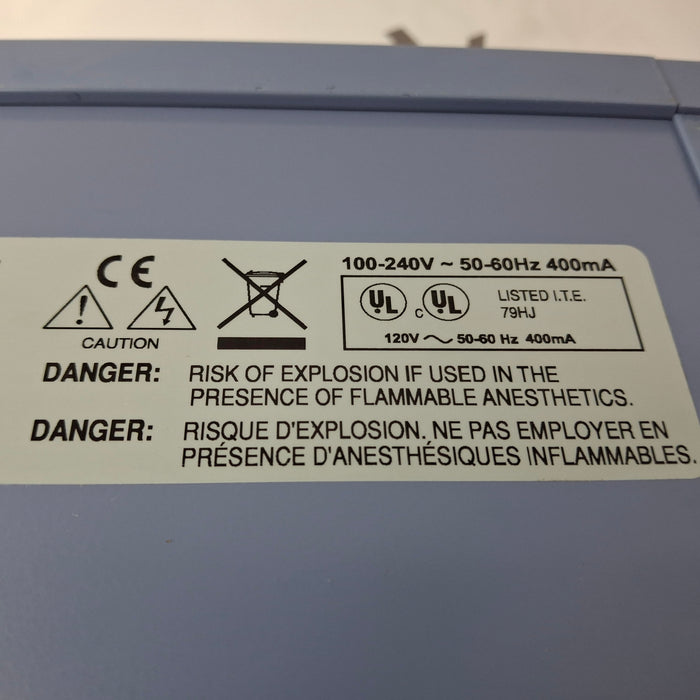 CE
100-240V ~ 50-60Hz 400mA
UL c UL LISTED I.T.E.
79HJ
120V ~ 50-60 Hz 400mA
CAUTION
DANGER: RISK OF EXPLOSION IF USED IN THE
PRESENCE OF FLAMMABLE ANESTHETICS.
DANGER: RISQUE D'EXPLOSION. NE PAS EMPLOYER EN
PRÉSENCE D'ANESTHÉSIQUES INFLAMMABLES.